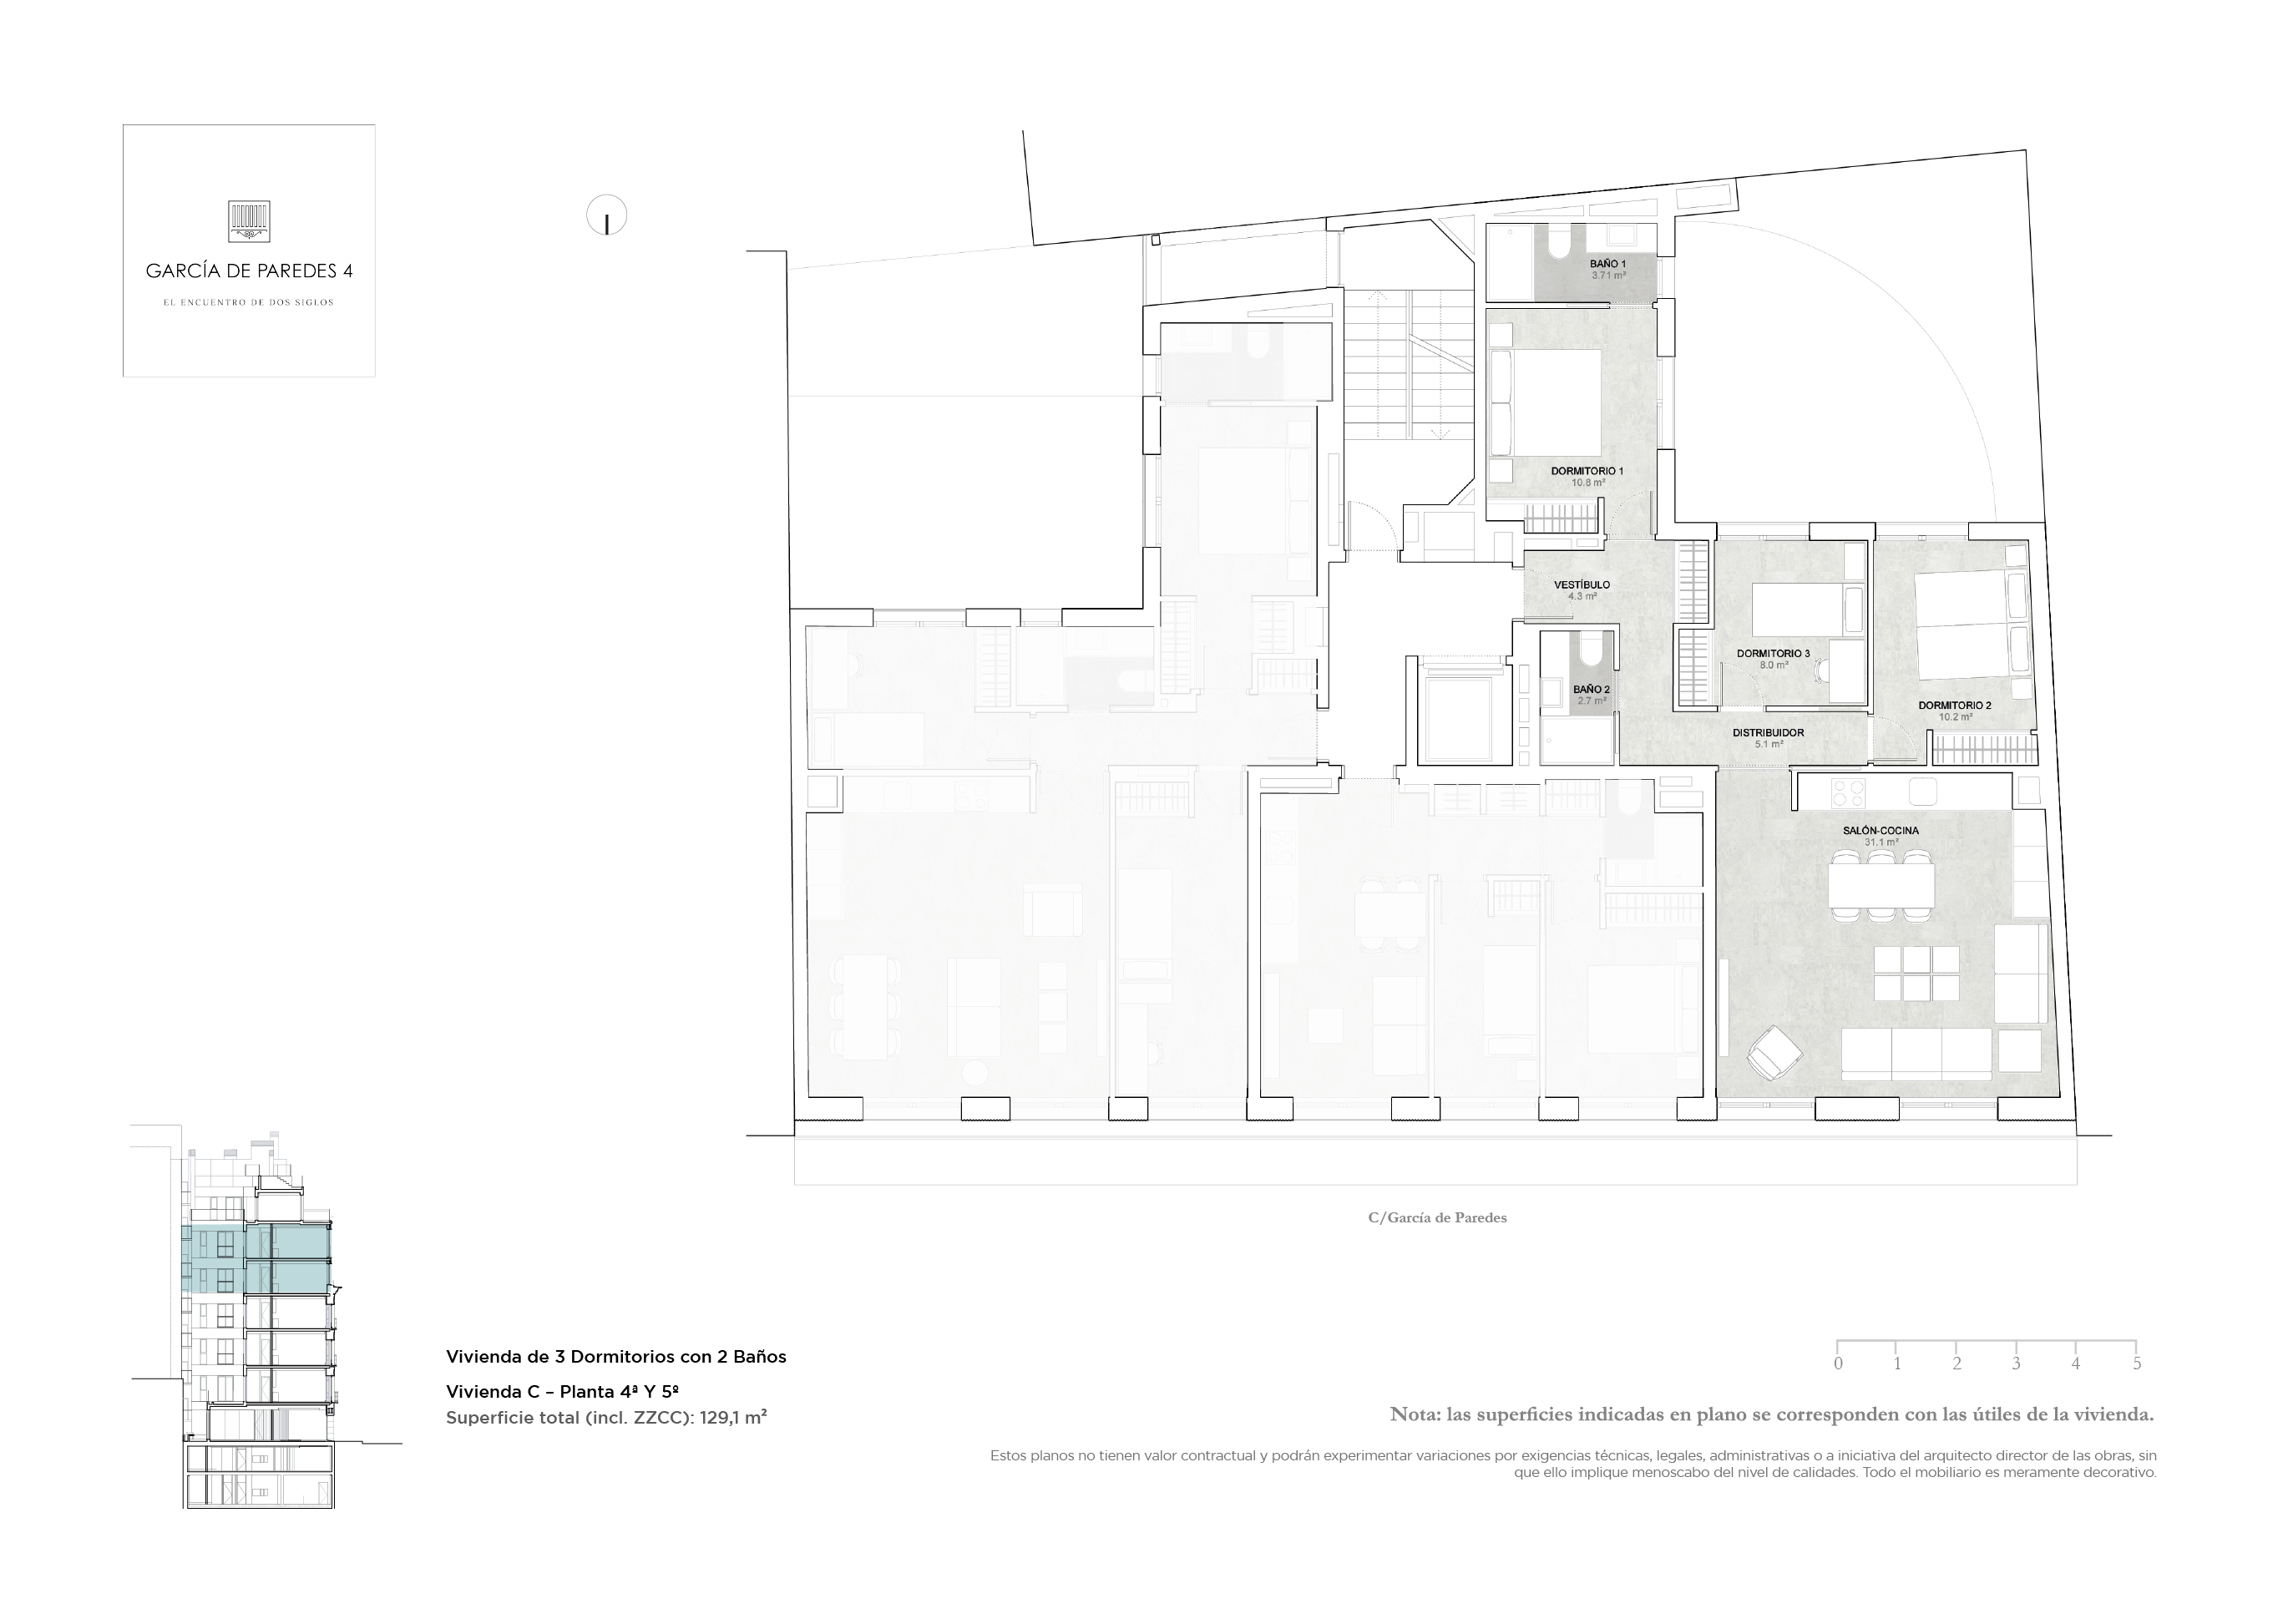 GARCÍA DE PAREDES 4
EL ENCUENTRO DE DOS SIGLOS
BAÑO 1
3.71 m²
DORMITORIO 1
10.8 m²
VESTÍBULO
4.3 m²
DORMITORIO 3
8.0 m²
BAÑO 2
2.7 m²
DORMITORIO 2
10.2 m²
DISTRIBUIDOR
5.1 m²
SALÓN-COCINA
31.1 m²
C/García de Paredes
Vivienda de 3 Dormitorios con 2 Baños
Vivienda C – Planta 4ª Y 5º
Superficie total (incl. ZZCC): 129,1 m²
0 1 2 3 4 5
Nota: las superficies indicadas en plano se corresponden con las útiles de la vivienda.
Estos planos no tienen valor contractual y podrán experimentar variaciones por exigencias técnicas, legales, administrativas o a iniciativa del arquitecto director de las obras, sin
que ello implique menoscabo del nivel de calidades. Todo el mobiliario es meramente decorativo.